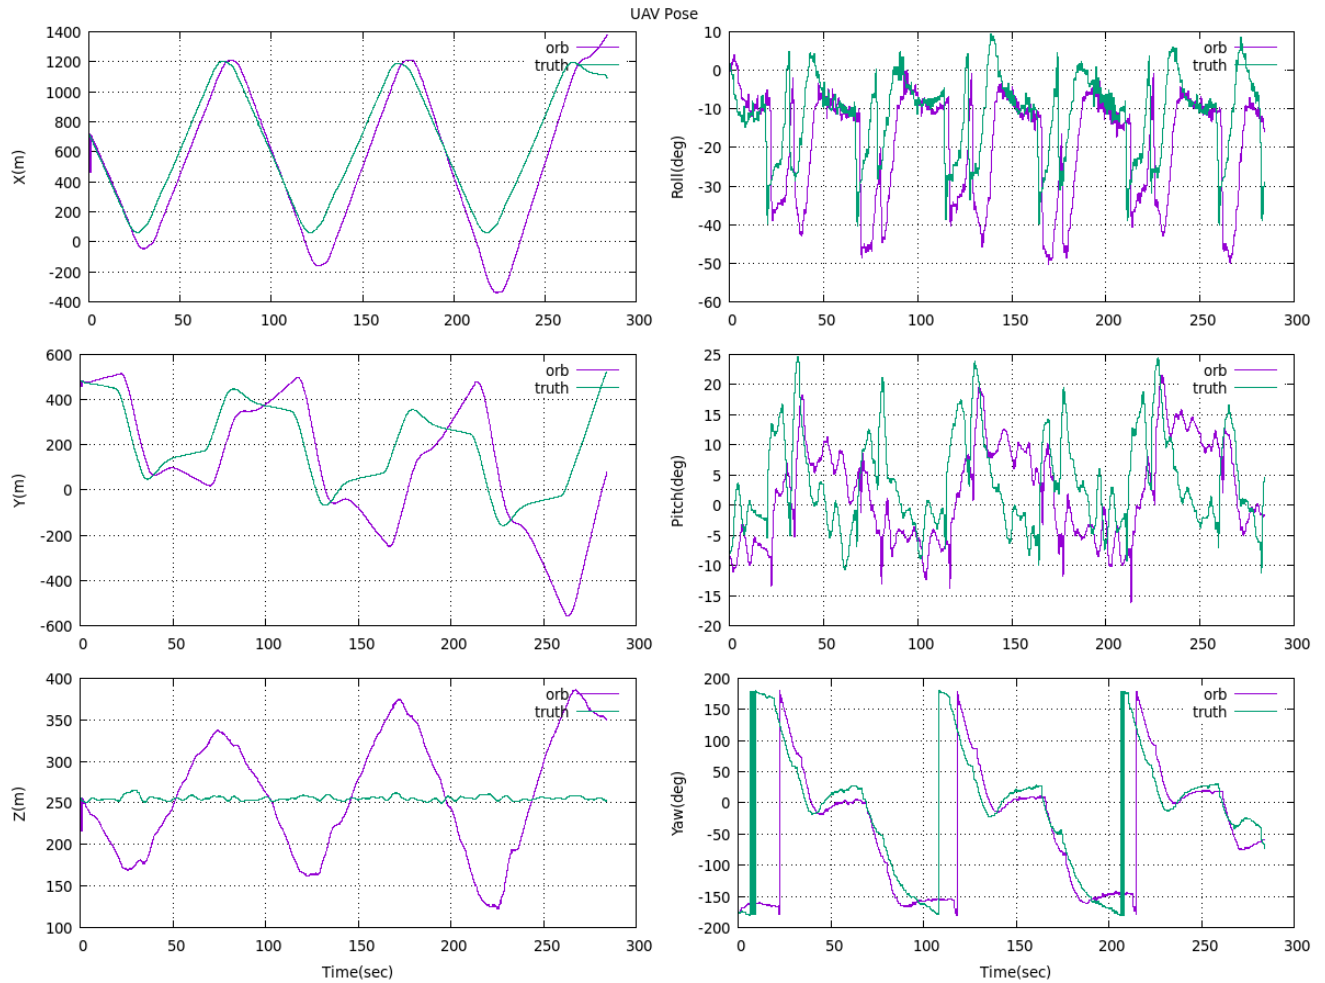 UAV Pose
1400
1200
1000
800
600
400
200
0
-200
-400
X(m)
orb
truth
0 50 100 150 200 250 300
10
0
-10
-20
-30
-40
-50
-60
Roll(deg)
orb
truth
0 50 100 150 200 250 300
600
400
200
0
-200
-400
-600
Y(m)
orb
truth
0 50 100 150 200 250 300
25
20
15
10
5
0
-5
-10
-15
-20
Pitch(deg)
orb
truth
0 50 100 150 200 250 300
400
350
300
250
200
150
100
Z(m)
orb
truth
0 50 100 150 200 250 300
Time(sec)
200
150
100
50
0
-50
-100
-150
-200
Yaw(deg)
orb
truth
0 50 100 150 200 250 300
Time(sec)